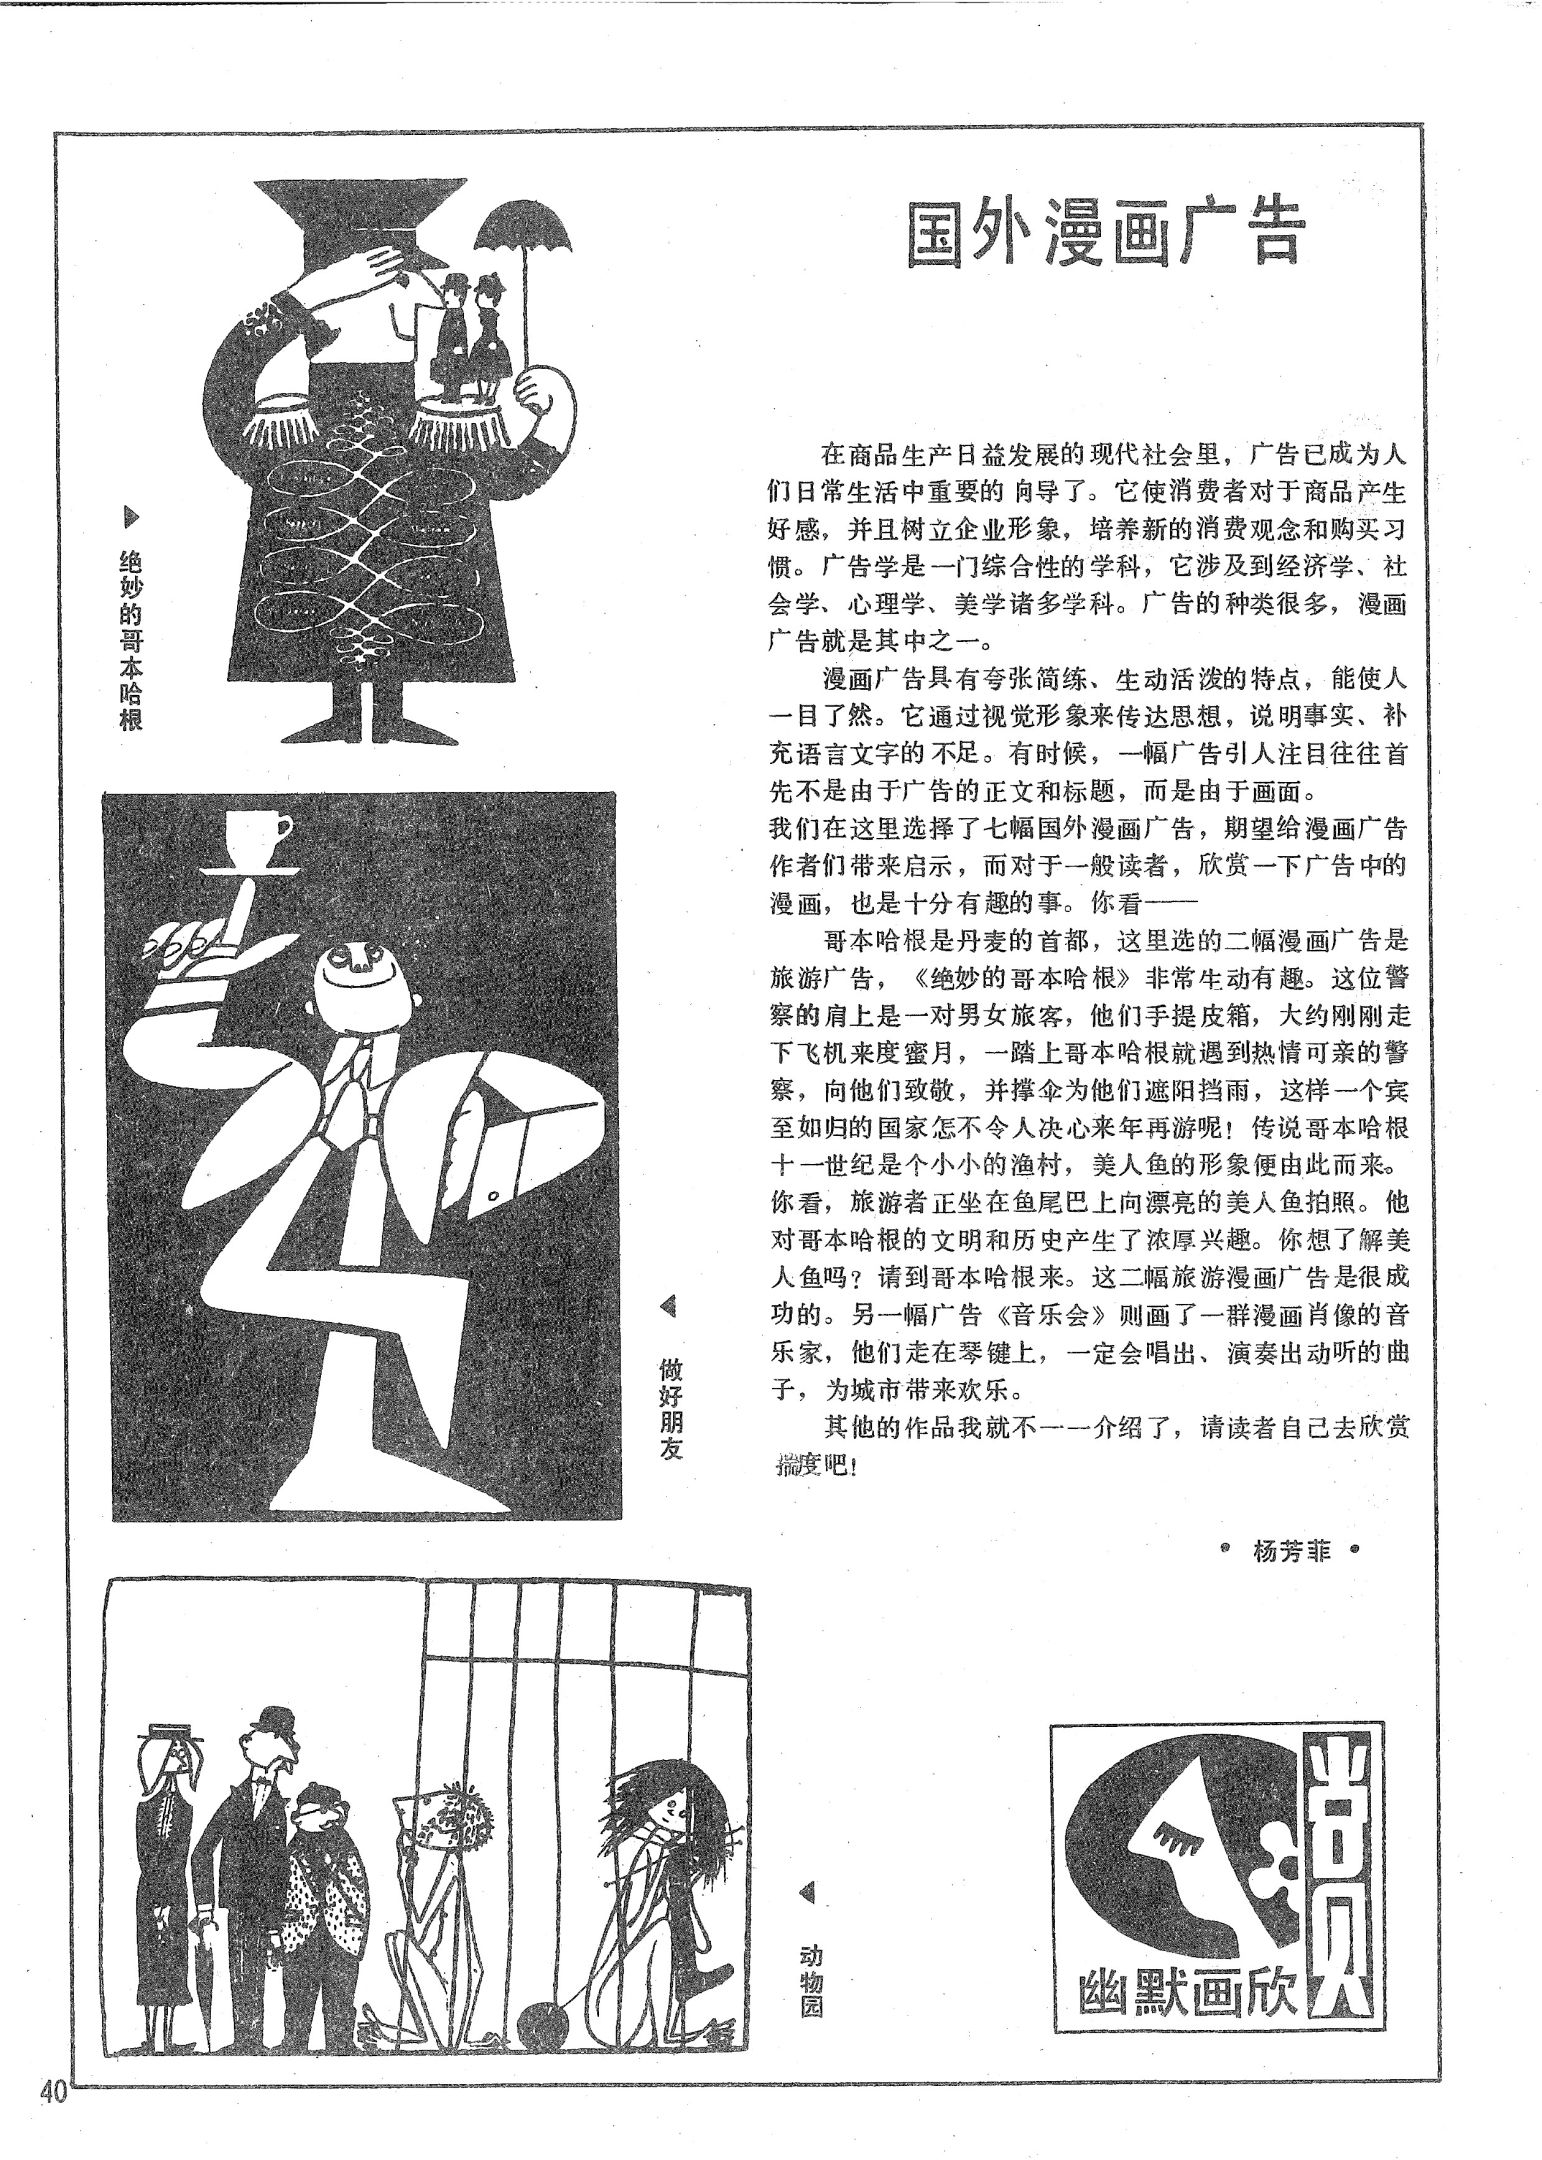 国外漫画广告
在商品生产日益发展的现代社会里，广告已成为人
们日常生活中重要的向导了。它使消费者对于商品产生
好感，并且树立企业形象，培养新的消费观念和购买习
惯。广告学是一门综合性的学科，它涉及到经济学、社
会学、心理学、美学诸多学科。广告的种类很多，漫画
广告就是其中之一。
漫画广告具有夸张简练、生动活泼的特点，能使人
一目了然。它通过视觉形象来传达思想，说明事实、补
充语言文字的不足。有时候，一幅广告引人注目往往首
先不是由于广告的正文和标题，而是由于画面。
我们在这里选择了七幅国外漫画广告，期望给漫画广告
作者们带来启示，而对于一般读者，欣赏一下广告中的
漫画，也是十分有趣的事。你看——
哥本哈根是丹麦的首都，这里选的二幅漫画广告是
旅游广告，《绝妙的哥本哈根》非常生动有趣。这位警
察的肩上是一对男女旅客，他们手提皮箱，大约刚刚走
下飞机来度蜜月，一踏上哥本哈根就遇到热情可亲的警
察，向他们致敬，并撑伞为他们遮阳挡雨，这样一个宾
至如归的国家怎不令人决心来年再游呢！传说哥本哈根
十一世纪是个小小的渔村，美人鱼的形象便由此而来。
你看，旅游者正坐在鱼尾巴上向漂亮的美人鱼拍照。他
对哥本哈根的文明和历史产生了浓厚兴趣。你想了解美
人鱼吗？请到哥本哈根来。这二幅旅游漫画广告是很成
功的。另一幅广告《音乐会》则画了一群漫画肖像的音
乐家，他们走在琴键上，一定会唱出、演奏出动听的曲
子，为城市带来欢乐。
其他的作品我就不一一介绍了，请读者自己去欣赏
揣度吧！
• 杨芳菲 •
绝妙的哥本哈根
做好朋友
动物园
幽默画欣赏
40